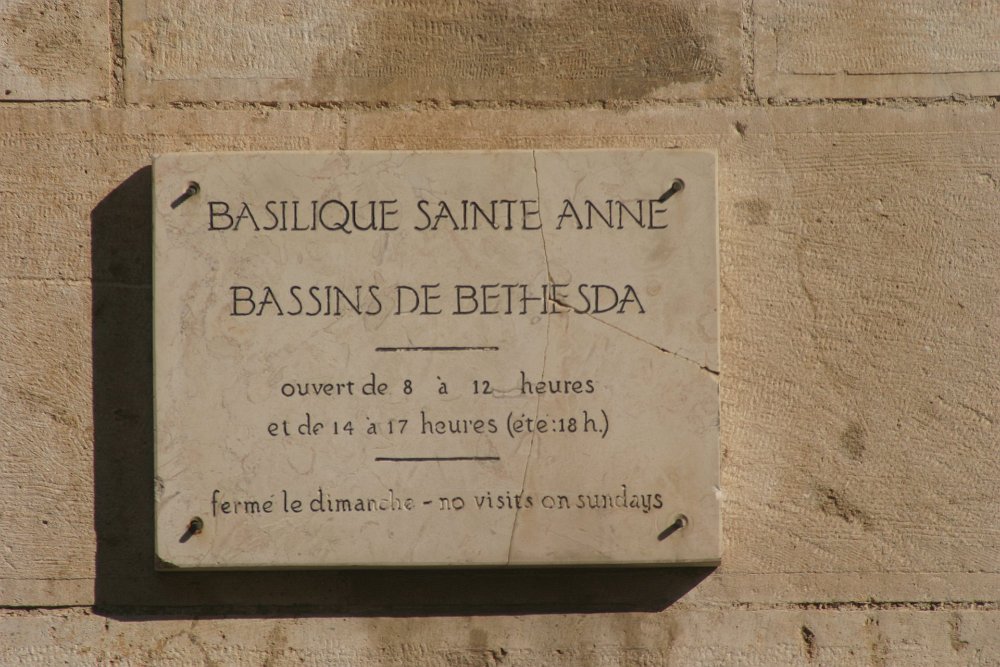 BASILIQUE SAINTE ANNE
BASSINS DE BETHESDA
ouvert de 8 à 12 heures
et de 14 à 17 heures (été:18 h.)
fermé le dimanche - no visits on sundays